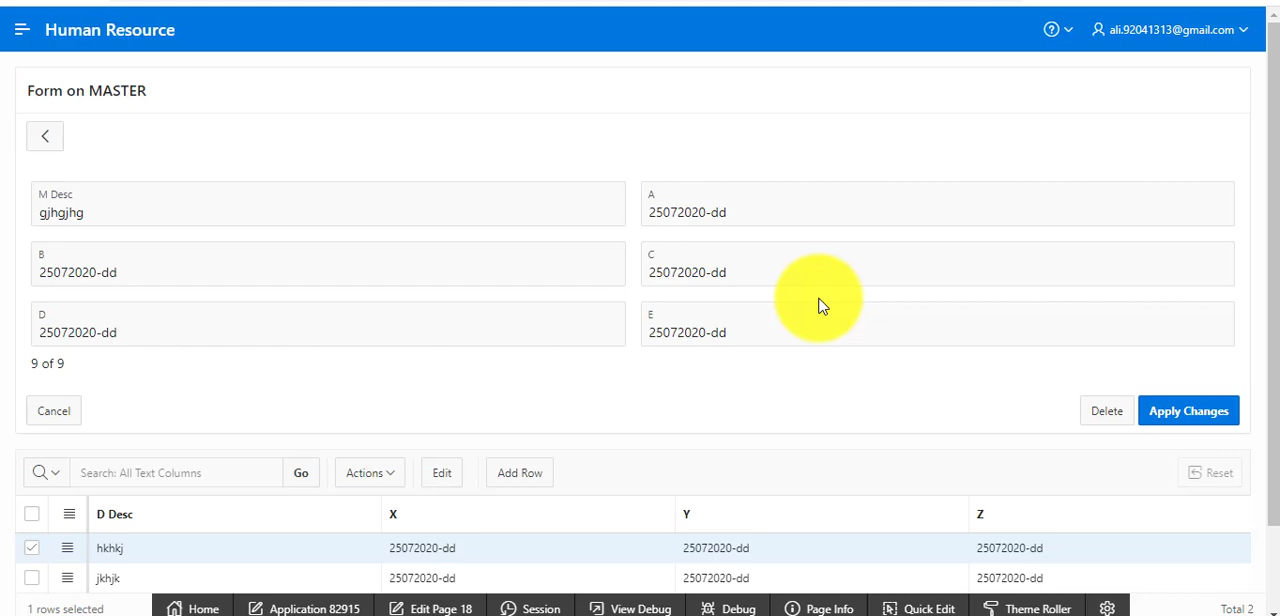 Human Resource
ali.92041313@gmail.com
Form on MASTER
M Desc
gjhgjhg
A
25072020-dd
B
25072020-dd
C
25072020-dd
D
25072020-dd
E
25072020-dd
9 of 9
Cancel Delete Apply Changes
Search: All Text Columns Go Actions Edit Add Row Reset
D Desc X Y Z
hkhkj 25072020-dd 25072020-dd 25072020-dd
jkhjk 25072020-dd 25072020-dd 25072020-dd
1 rows selected Home Application 82915 Edit Page 18 Session View Debug Debug Page Info Quick Edit Theme Roller Total 2